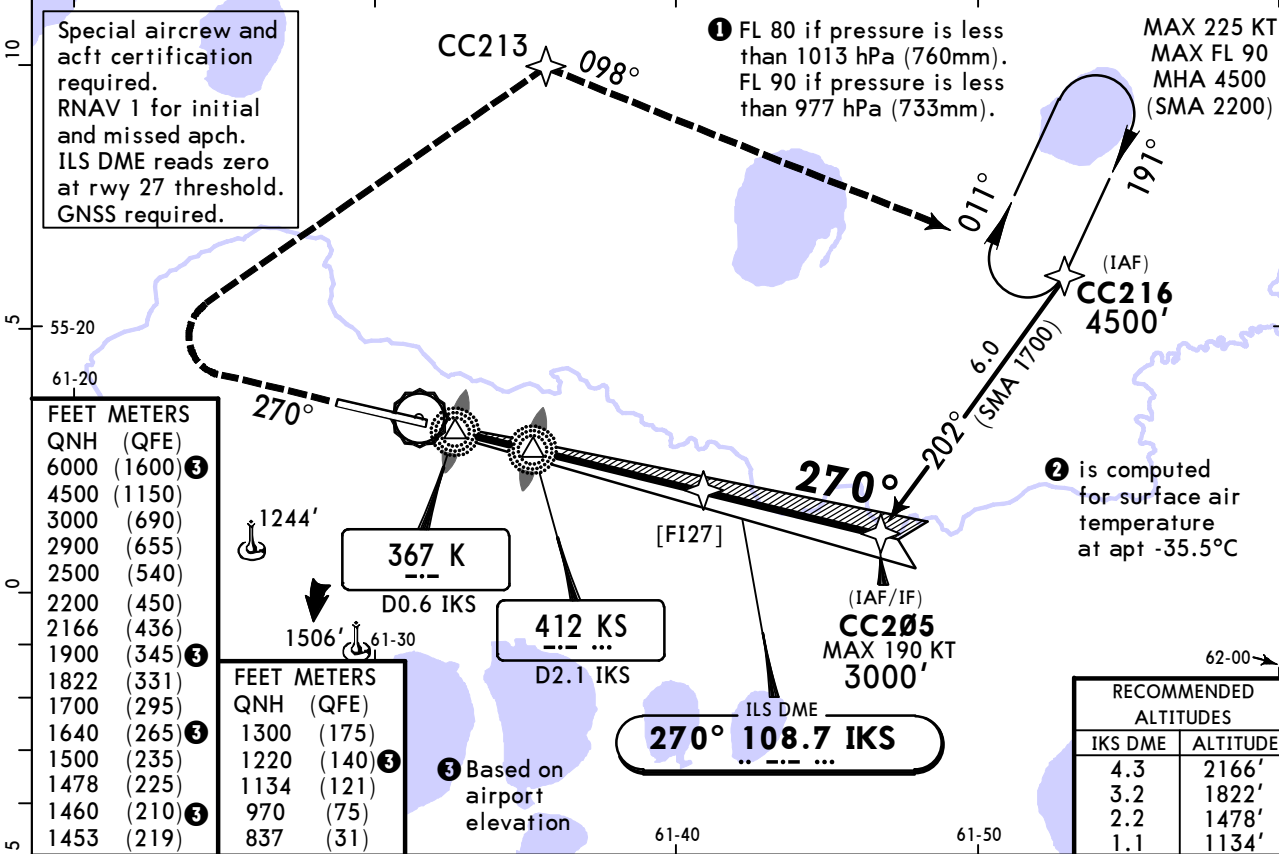 Special aircrew and
acft certification
required.
RNAV 1 for initial
and missed apch.
ILS DME reads zero
at rwy 27 threshold.
GNSS required.
10
5
0
5
CC213
098°
❶ FL 80 if pressure is less
than 1013 hPa (760mm).
FL 90 if pressure is less
than 977 hPa (733mm).
MAX 225 KT
MAX FL 90
MHA 4500
(SMA 2200)
011°
191°
(IAF)
CC216
4500'
6.0
(SMA 1700)
202°
55-20
61-20
270°
270°
[FI27]
❷ is computed
for surface air
temperature
at apt -35.5°C
1244'
1506'
61-30
367 K
D0.6 IKS
412 KS
D2.1 IKS
(IAF/IF)
CC2Ø5
MAX 190 KT
3000'
ILS DME
270° 108.7 IKS
62-00
FEET METERS
QNH (QFE)
6000 (1600) ❸
4500 (1150)
3000 (690)
2900 (655)
2500 (540)
2200 (450)
2166 (436)
1900 (345) ❸
1822 (331)
1700 (295)
1640 (265) ❸
1500 (235)
1478 (225)
1460 (210) ❸
1453 (219)
FEET METERS
QNH (QFE)
1300 (175)
1220 (140) ❸
1134 (121)
970 (75)
837 (31)
❸ Based on
airport
elevation
61-40
61-50
RECOMMENDED
ALTITUDES
IKS DME ALTITUDE
4.3 2166'
3.2 1822'
2.2 1478'
1.1 1134'